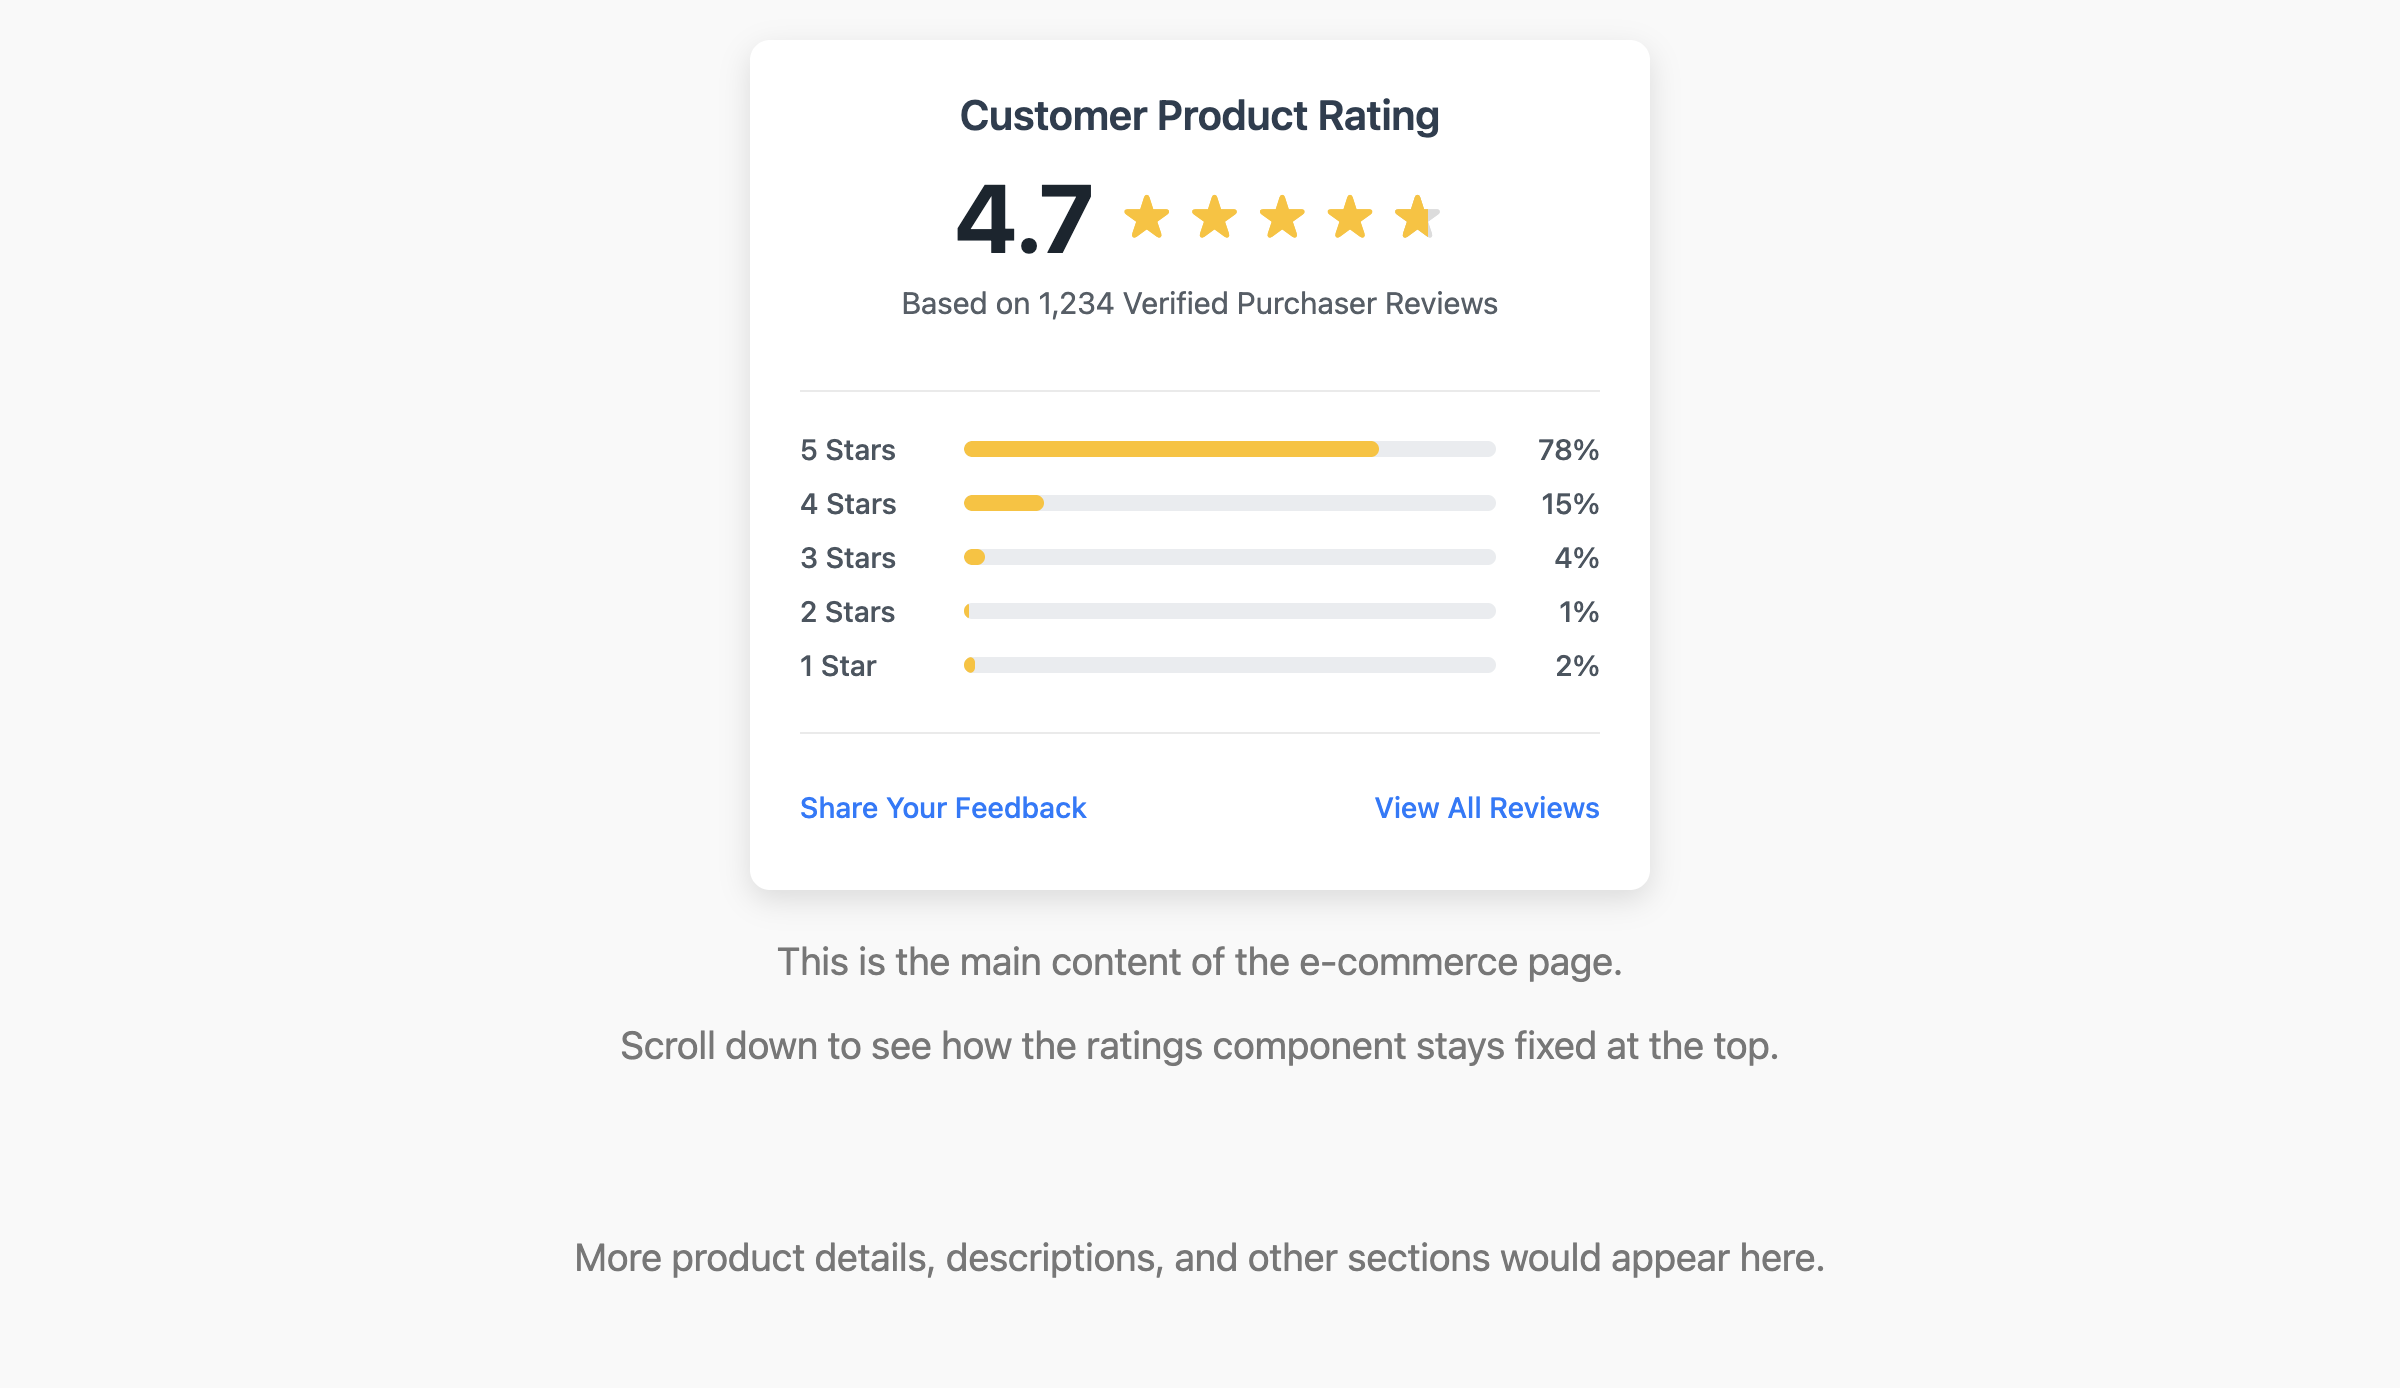 Customer Product Rating
4.7
Based on 1,234 Verified Purchaser Reviews
5 Stars 78%
4 Stars 15%
3 Stars 4%
2 Stars 1%
1 Star 2%
Share Your Feedback View All Reviews
This is the main content of the e-commerce page.
Scroll down to see how the ratings component stays fixed at the top.
More product details, descriptions, and other sections would appear here.